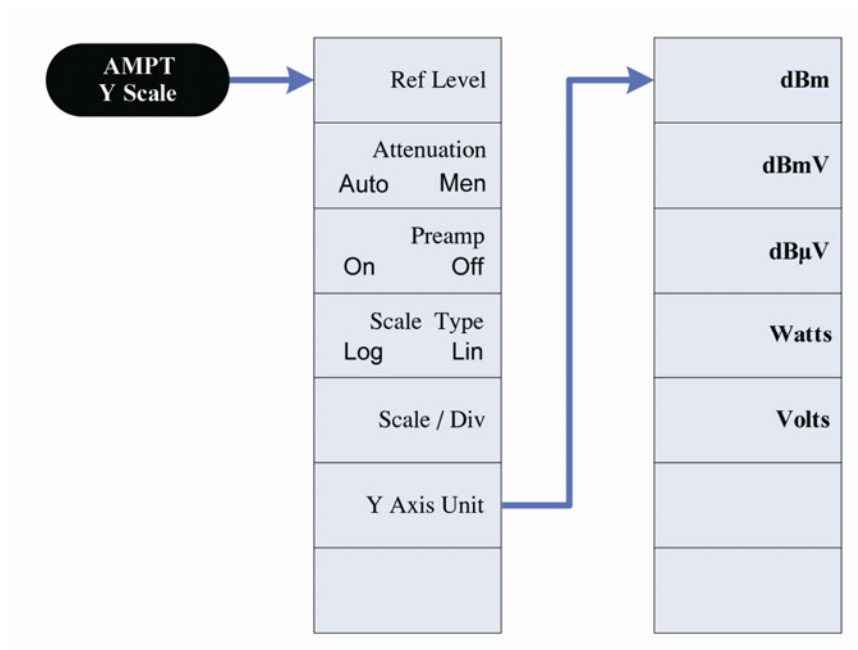 AMPT
Y Scale
Ref Level
Attenuation
Auto Men
Preamp
On Off
Scale Type
Log Lin
Scale / Div
Y Axis Unit
dBm
dBmV
dBµV
Watts
Volts